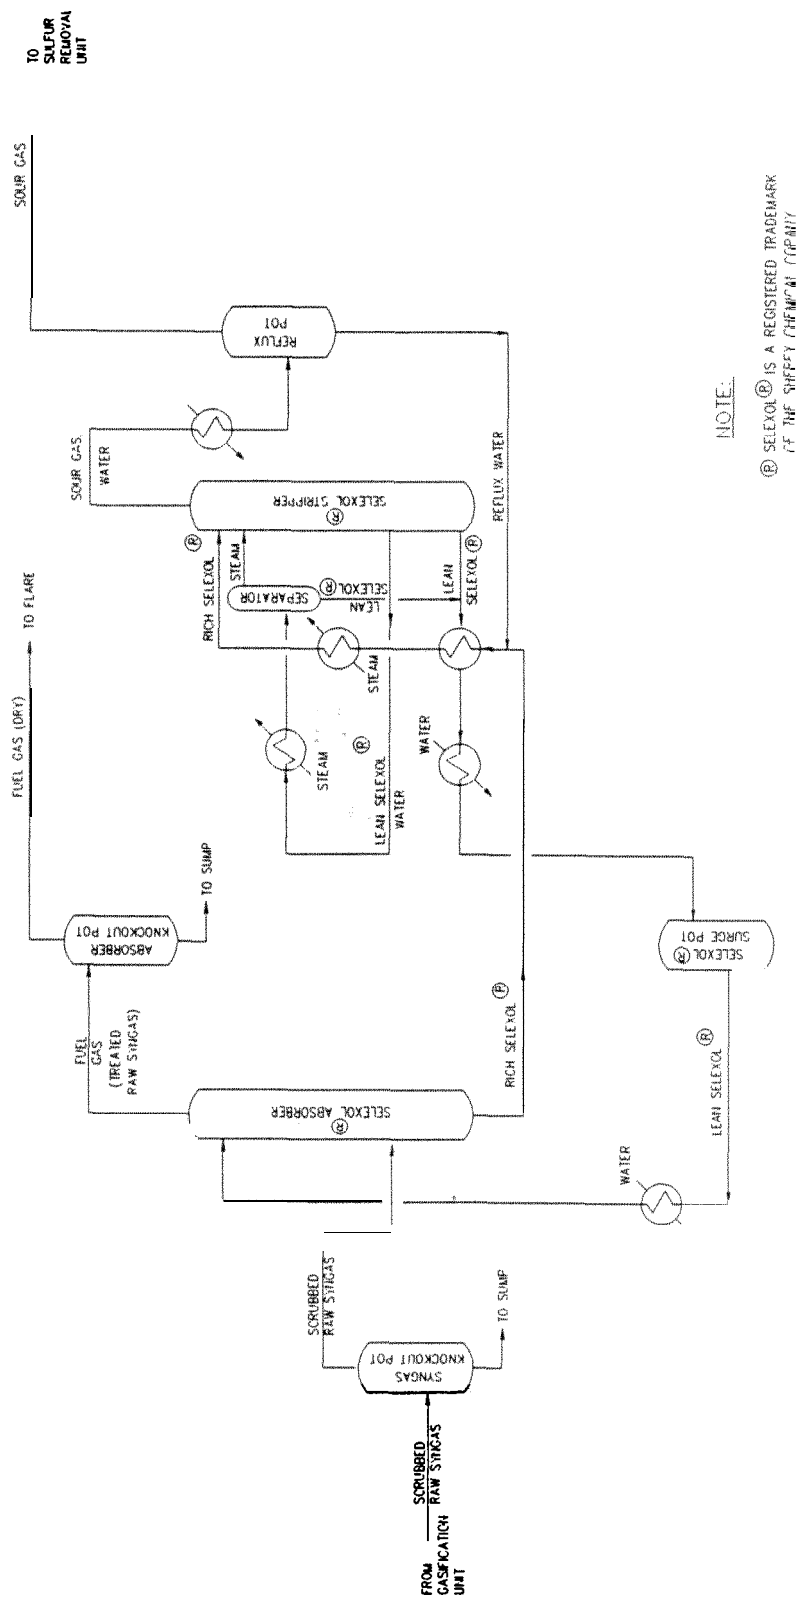 FROM
GASIFICATION
UNIT
SCRUBBED
RAW SYNGAS
SYNGAS
KNOCKOUT POT
TO SUMP
SCRUBBED
RAW SYNGAS
SELEXOL ABSORBER
®
FUEL
GAS
(TREATED
RAW SYNGAS)
ABSORBER
KNOCKOUT POT
TO SUMP
FUEL GAS (DRY)
TO FLARE
RICH SELEXOL ®
WATER
LEAN SELEXOL ®
SELEXOL
®
SURGE POT
WATER
LEAN SELEXOL ®
WATER
STEAM
STEAM
RICH SELEXOL ®
SEPARATOR
STEAM
LEAN
SELEXOL ®
LEAN
SELEXOL ®
SELEXOL STRIPPER
®
SOUR GAS,
WATER
REFLUX
POT
REFLUX WATER
SOUR GAS
TO
SULFUR
REMOVAL
UNIT
NOTE:
® SELEXOL ® IS A REGISTERED TRADEMARK
OF THE CHEMICAL